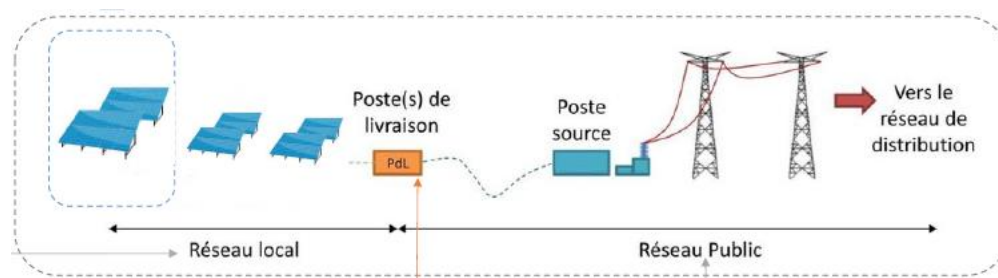 Poste(s) de
livraison
PdL
Poste
source
Vers le
réseau de
distribution
Réseau local
Réseau Public